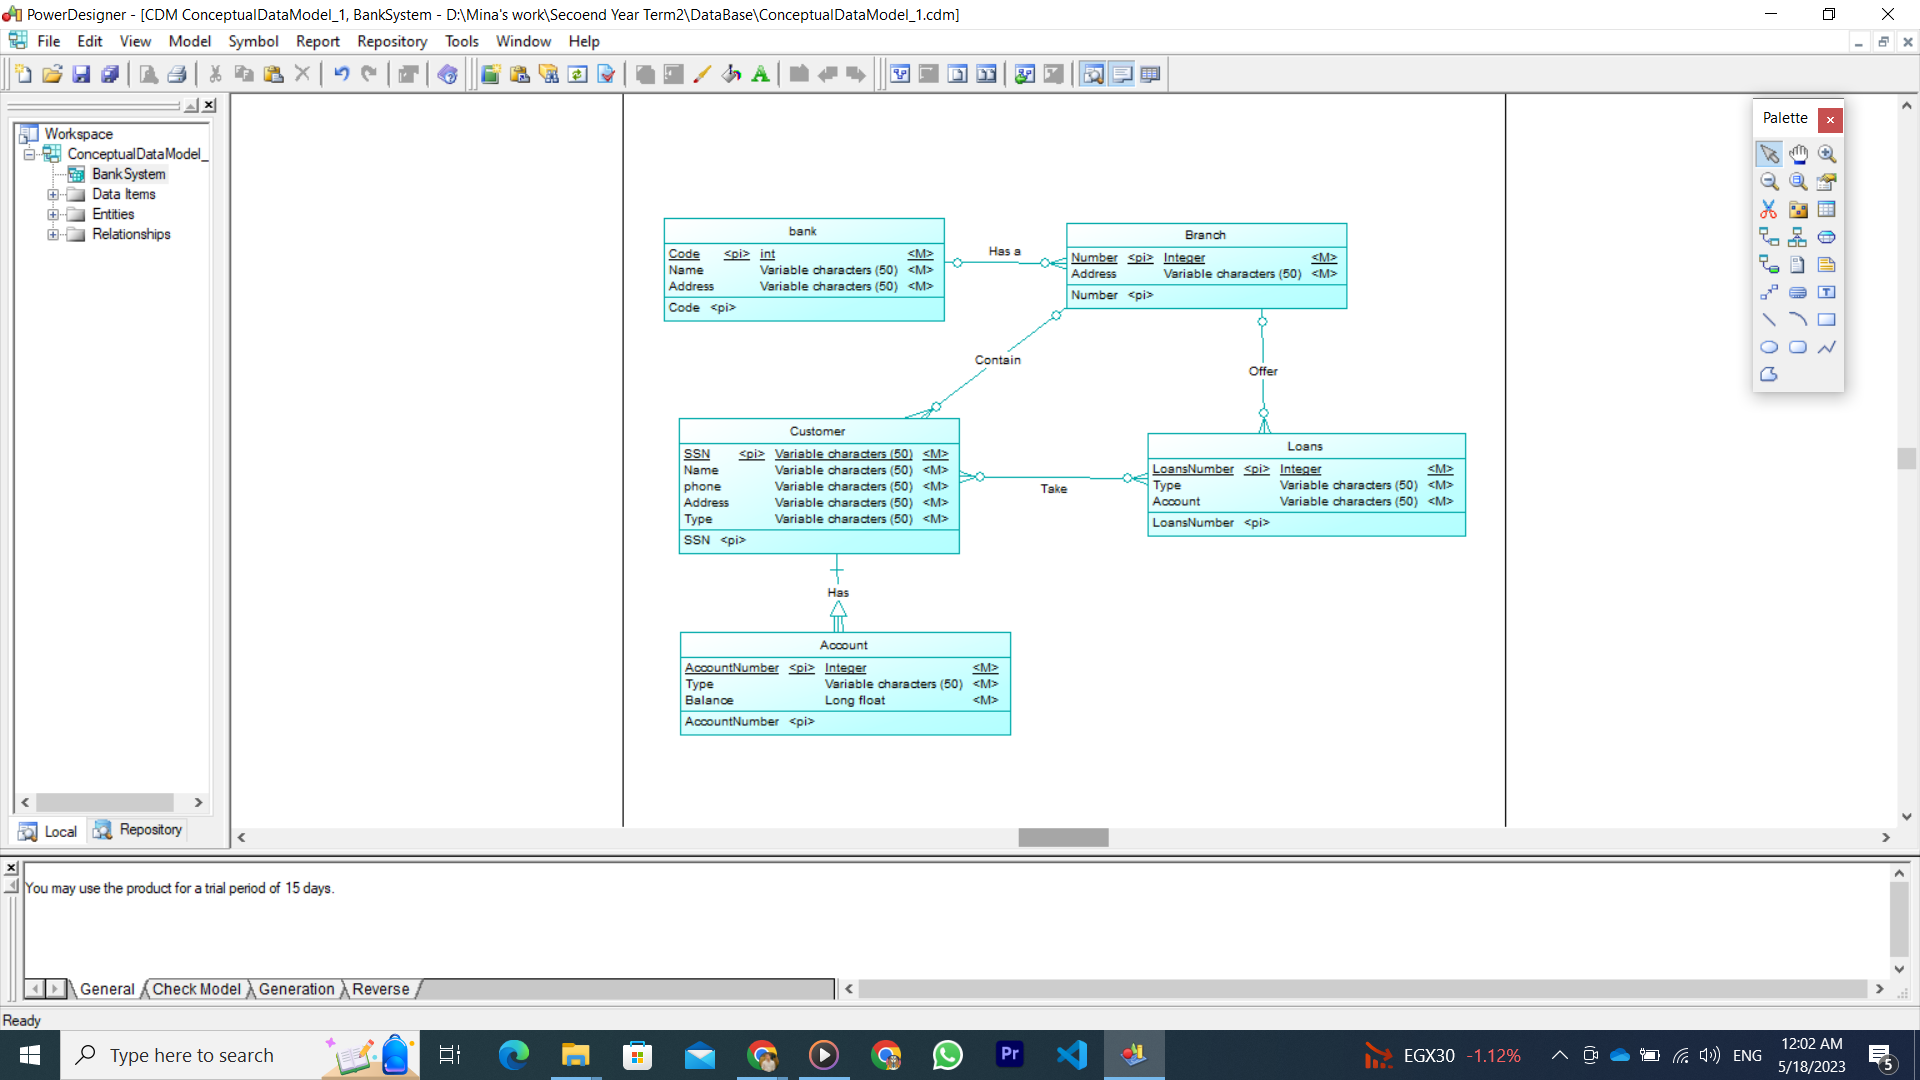 PowerDesigner - [CDM ConceptualDataModel_1, BankSystem - D:\Mina's work\Secoend Year Term2\DataBase\ConceptualDataModel_1.cdm]
File Edit View Model Symbol Report Repository Tools Window Help
Workspace
ConceptualDataModel_
BankSystem
Data Items
Entities
Relationships
Local Repository
Palette
bank
Code <pi> int <M>
Name Variable characters (50) <M>
Address Variable characters (50) <M>
Code <pi>
Has a
Branch
Number <pi> Integer <M>
Address Variable characters (50) <M>
Number <pi>
Contain
Offer
Customer
SSN <pi> Variable characters (50) <M>
Name Variable characters (50) <M>
phone Variable characters (50) <M>
Address Variable characters (50) <M>
Type Variable characters (50) <M>
SSN <pi>
Take
Loans
LoansNumber <pi> Integer <M>
Type Variable characters (50) <M>
Account Variable characters (50) <M>
LoansNumber <pi>
Has
Account
AccountNumber <pi> Integer <M>
Type Variable characters (50) <M>
Balance Long float <M>
AccountNumber <pi>
You may use the product for a trial period of 15 days.
General Check Model Generation Reverse
Ready
Type here to search
Pr
EGX30 -1.12%
ENG
12:02 AM
5/18/2023
5